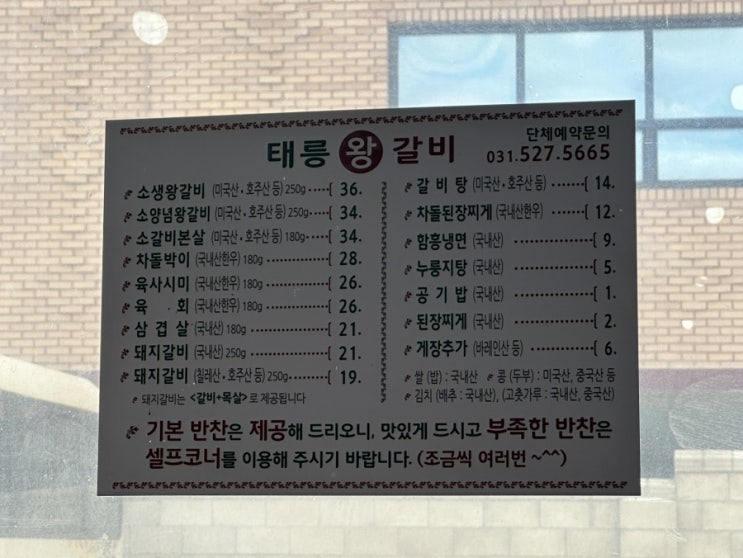 태릉 왕 갈비
단체예약문의
031.527.5665
소생왕갈비 (미국산·호주산 등) 250g ····{ 36.
소양념왕갈비 (미국산·호주산 등) 250g ····{ 34.
소갈비본살 (미국산·호주산 등) 180g ····{ 34.
차돌박이 (국내산한우) 180g ············{ 28.
육사시미 (국내산한우) 180g ············{ 26.
육 회 (국내산한우) 180g ············{ 26.
삼 겹 살 (국내산) 180g ············{ 21.
돼지갈비 (국내산) 250g ············{ 21.
돼지갈비 (칠레산·호주산 등) 250g ········{ 19.
돼지갈비는 <갈비+목살>로 제공됩니다
갈 비 탕 (미국산·호주산 등) ·······{ 14.
차돌된장찌개 (국내산한우) ·······{ 12.
함흥냉면 (국내산) ············{ 9.
누룽지탕 (국내산) ············{ 5.
공 기 밥 (국내산) ············{ 1.
된장찌개 (국내산) ············{ 2.
게장추가 (바레인산 등) ·········{ 6.
쌀 (밥) : 국내산 콩 (두부) : 미국산, 중국산 등
김치 (배추 : 국내산), (고춧가루 : 국내산, 중국산)
기본 반찬은 제공해 드리오니, 맛있게 드시고 부족한 반찬은
셀프코너를 이용해 주시기 바랍니다. (조금씩 여러번 ~^^)